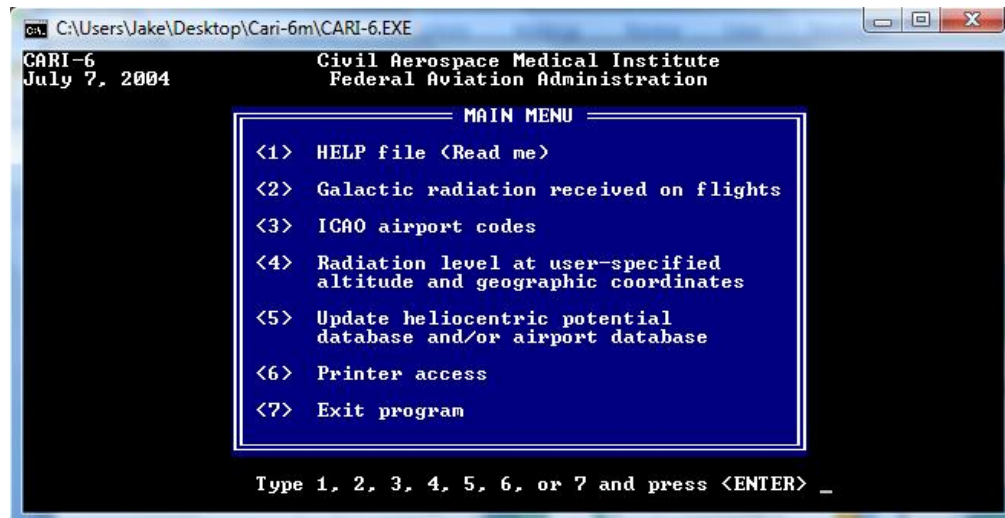 C:\Users\Jake\Desktop\Cari-6m\CARI-6.EXE
CARI-6 Civil Aerospace Medical Institute
July 7, 2004 Federal Aviation Administration
MAIN MENU
<1> HELP file (Read me)
<2> Galactic radiation received on flights
<3> ICAO airport codes
<4> Radiation level at user-specified
altitude and geographic coordinates
<5> Update heliocentric potential
database and/or airport database
<6> Printer access
<7> Exit program
Type 1, 2, 3, 4, 5, 6, or 7 and press <ENTER> _